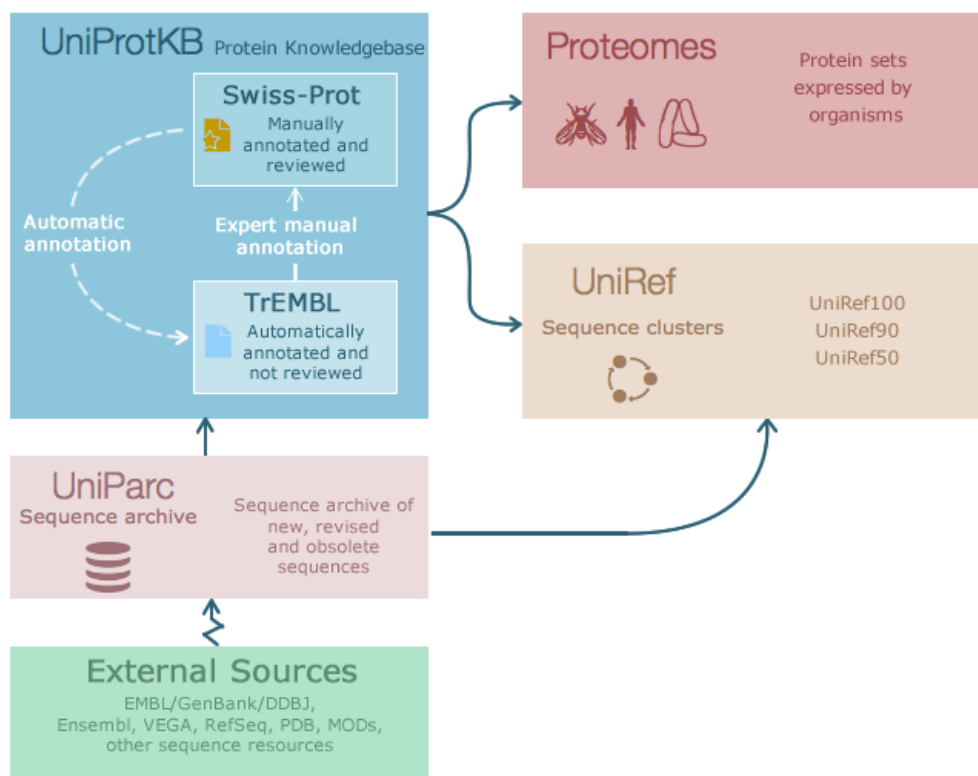 UniProtKB Protein Knowledgebase
Swiss-Prot
Manually
annotated and
reviewed
Automatic
annotation
Expert manual
annotation
TrEMBL
Automatically
annotated and
not reviewed
Proteomes
Protein sets
expressed by
organisms
UniRef
Sequence clusters
UniRef100
UniRef90
UniRef50
UniParc
Sequence archive
Sequence archive of
new, revised
and obsolete
sequences
External Sources
EMBL/GenBank/DDBJ,
Ensembl, VEGA, RefSeq, PDB, MODs,
other sequence resources